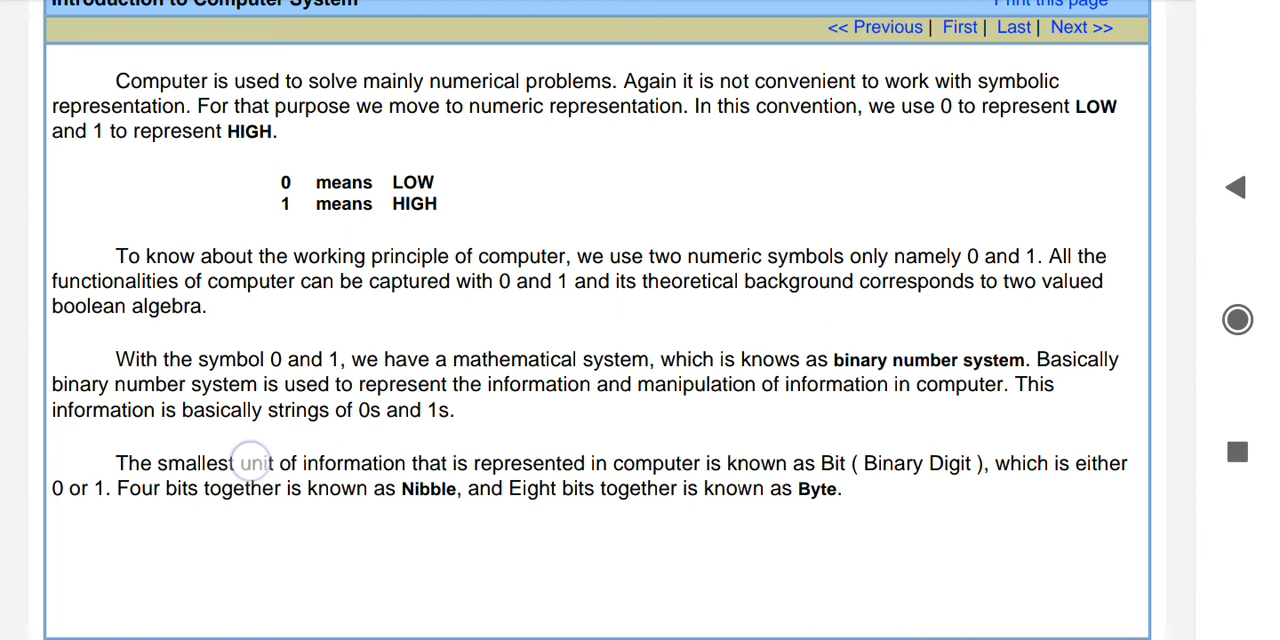 Introduction to Computer System
Print this page
<< Previous | First | Last | Next >>
Computer is used to solve mainly numerical problems. Again it is not convenient to work with symbolic
representation. For that purpose we move to numeric representation. In this convention, we use 0 to represent LOW
and 1 to represent HIGH.
0 means LOW
1 means HIGH
To know about the working principle of computer, we use two numeric symbols only namely 0 and 1. All the
functionalities of computer can be captured with 0 and 1 and its theoretical background corresponds to two valued
boolean algebra.
With the symbol 0 and 1, we have a mathematical system, which is knows as binary number system. Basically
binary number system is used to represent the information and manipulation of information in computer. This
information is basically strings of 0s and 1s.
The smallest unit of information that is represented in computer is known as Bit ( Binary Digit ), which is either
0 or 1. Four bits together is known as Nibble, and Eight bits together is known as Byte.